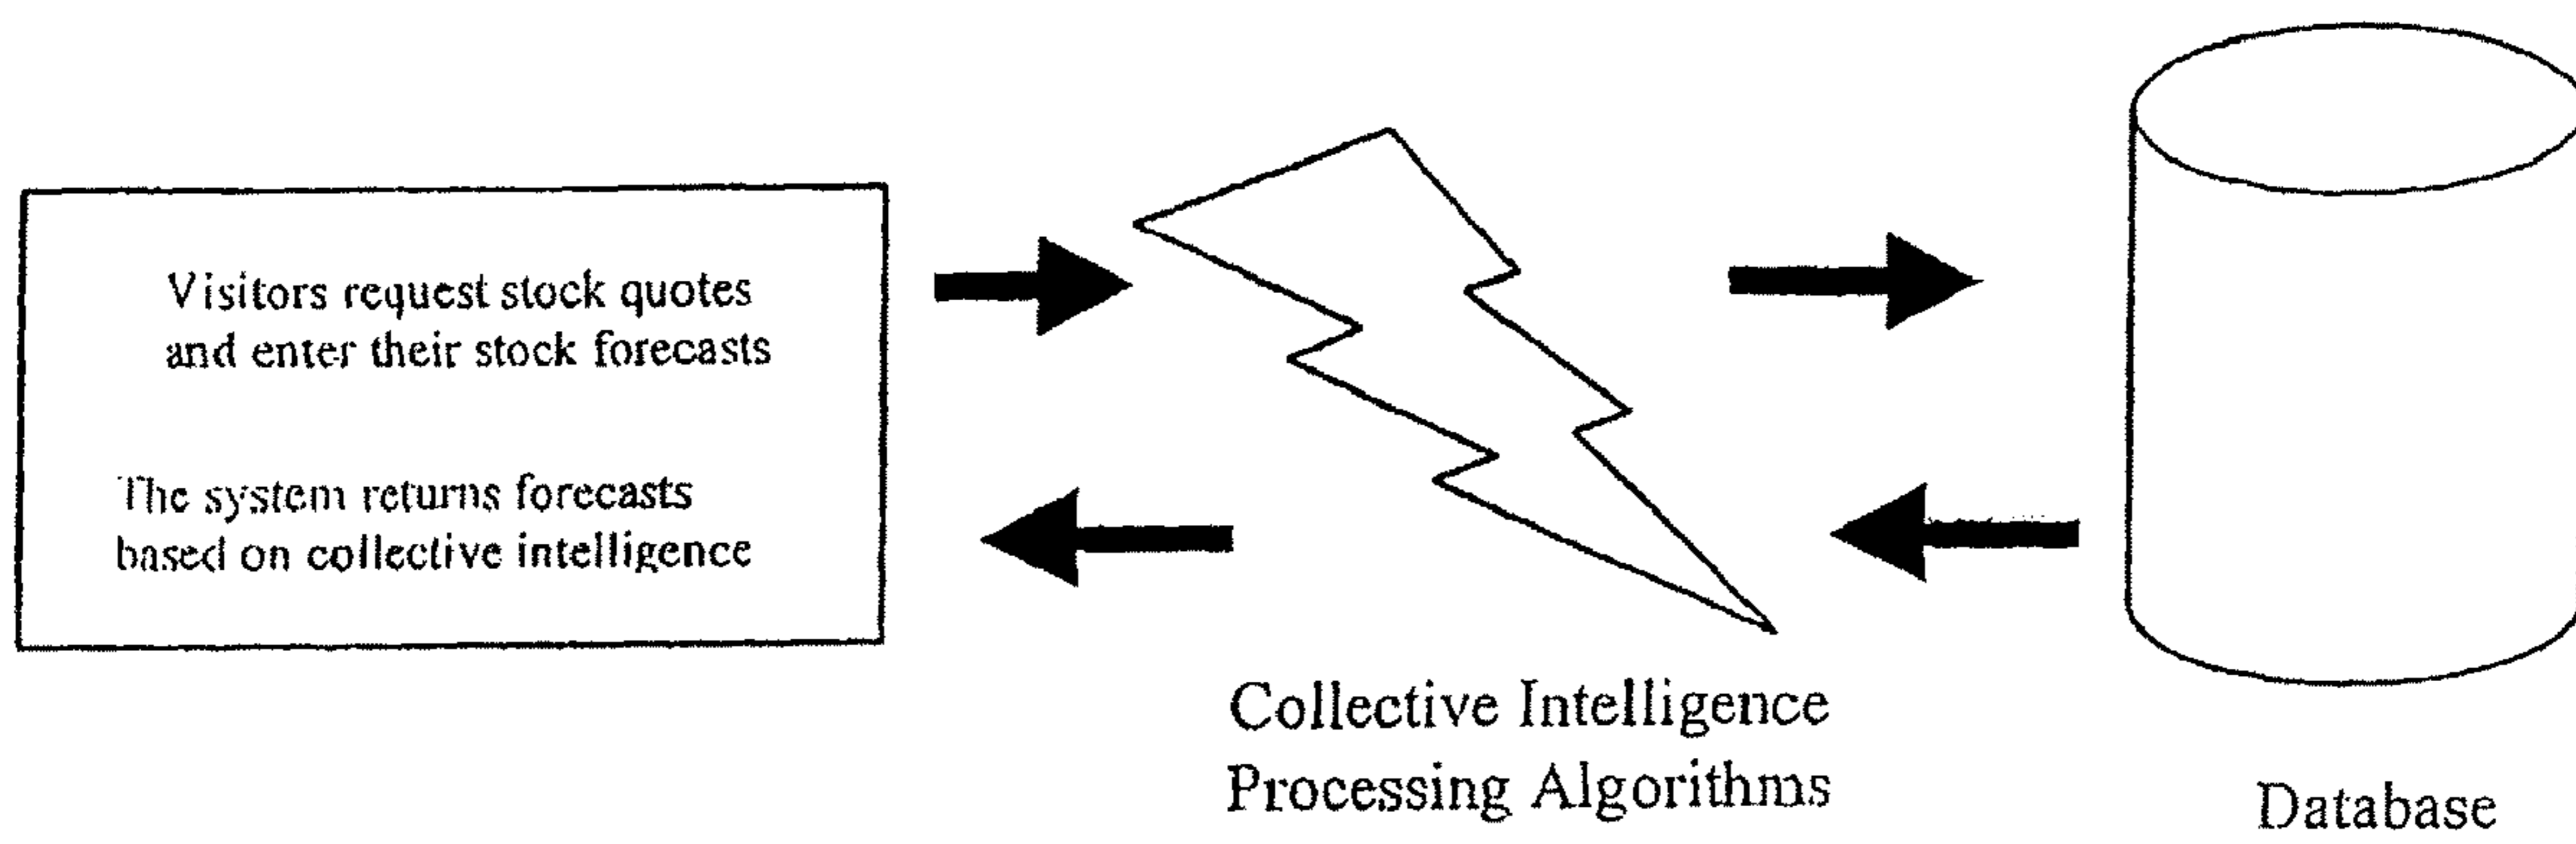 Visitors request stock quotes
and enter their stock forecasts
The system returns forecasts
based on collective intelligence
Collective Intelligence
Processing Algorithms
Database